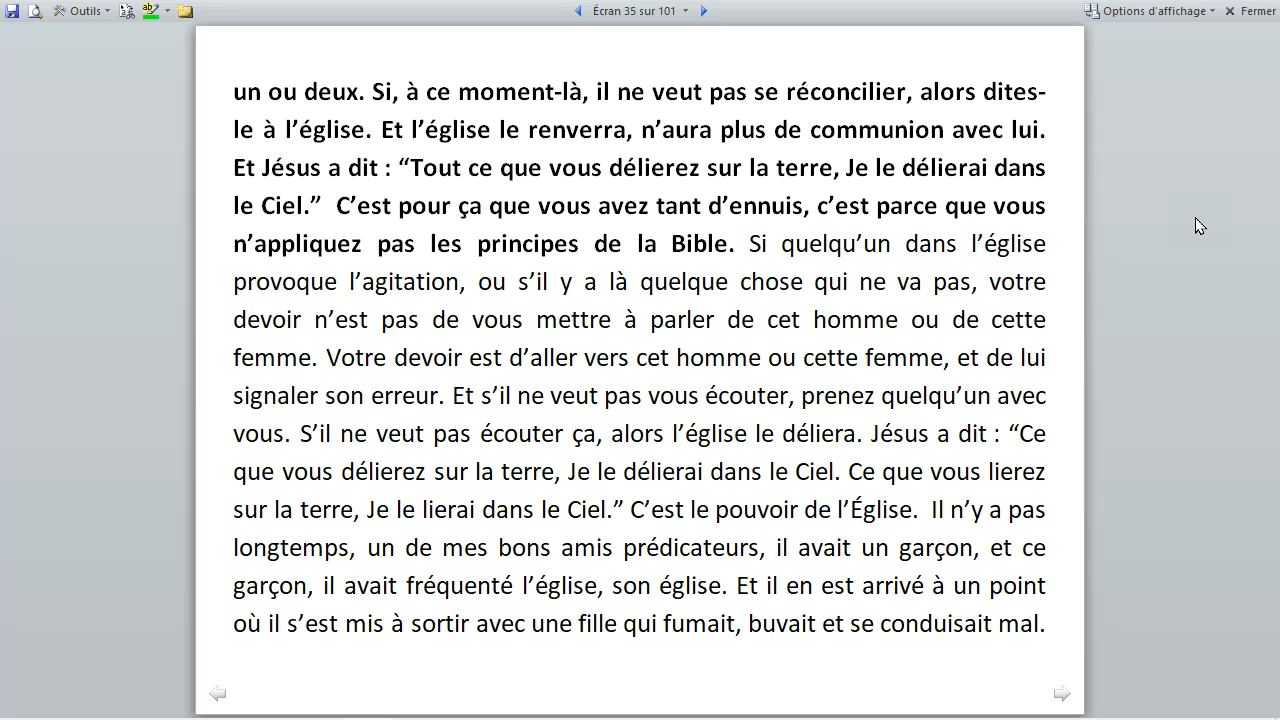 Outils
Écran 35 sur 101
Options d'affichage
Fermer
un ou deux. Si, à ce moment-là, il ne veut pas se réconcilier, alors dites-
le à l’église. Et l’église le renverra, n’aura plus de communion avec lui.
Et Jésus a dit : “Tout ce que vous délierez sur la terre, Je le délierai dans
le Ciel.”  C’est pour ça que vous avez tant d’ennuis, c’est parce que vous
n’appliquez pas les principes de la Bible. Si quelqu’un dans l’église
provoque l’agitation, ou s’il y a là quelque chose qui ne va pas, votre
devoir n’est pas de vous mettre à parler de cet homme ou de cette
femme. Votre devoir est d’aller vers cet homme ou cette femme, et de lui
signaler son erreur. Et s’il ne veut pas vous écouter, prenez quelqu’un avec
vous. S’il ne veut pas écouter ça, alors l’église le déliera. Jésus a dit : “Ce
que vous délierez sur la terre, Je le délierai dans le Ciel. Ce que vous lierez
sur la terre, Je le lierai dans le Ciel.” C’est le pouvoir de l’Église.  Il n’y a pas
longtemps, un de mes bons amis prédicateurs, il avait un garçon, et ce
garçon, il avait fréquenté l’église, son église. Et il en est arrivé à un point
où il s’est mis à sortir avec une fille qui fumait, buvait et se conduisait mal.